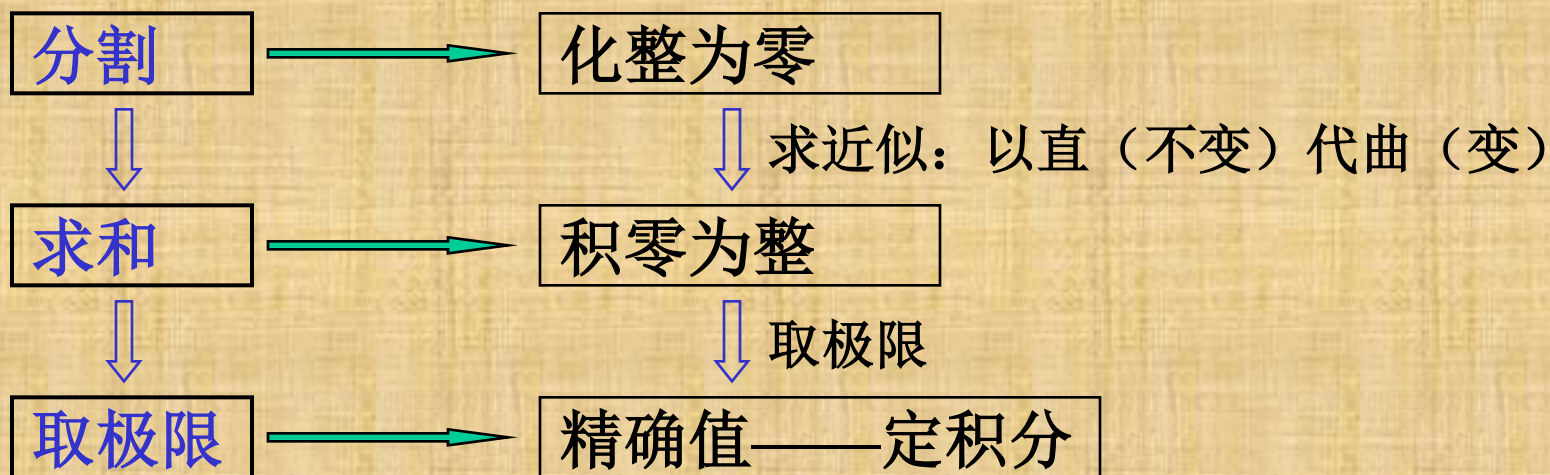 分割 化整为零
求近似：以直（不变）代曲（变）
求和 积零为整
取极限
取极限 精确值——定积分